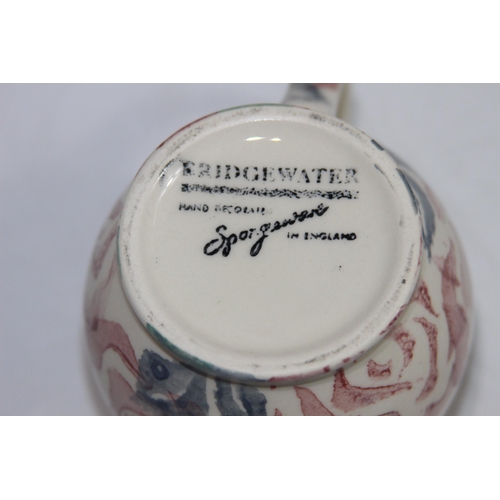 BRIDGEWATER
HAND DECORATED
Spongeware
IN ENGLAND